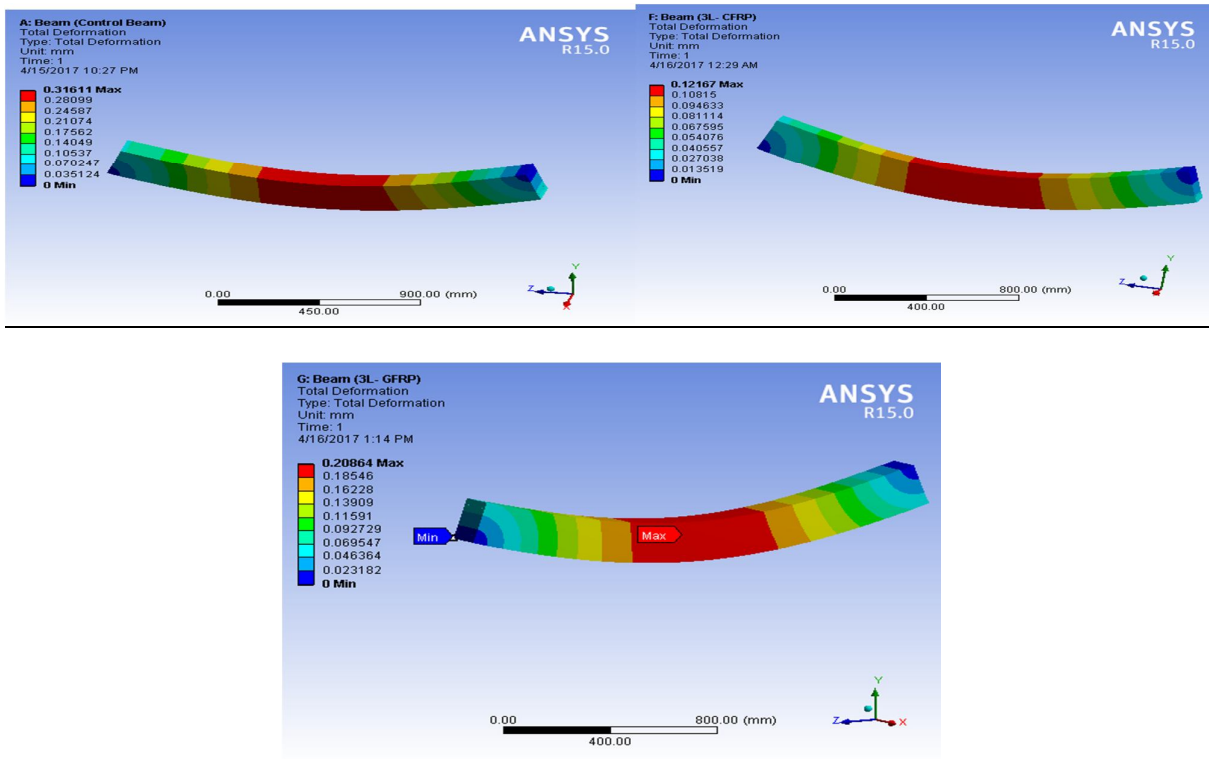 A: Beam (Control Beam)
Total Deformation
Type: Total Deformation
Unit: mm
Time: 1
4/15/2017 10:27 PM
0.31611 Max
0.28099
0.24587
0.21074
0.17562
0.14049
0.10537
0.070247
0.035124
0 Min
ANSYS
R15.0
0.00 900.00 (mm)
450.00
Y
Z
X
F: Beam (3L- CFRP)
Total Deformation
Type: Total Deformation
Unit: mm
Time: 1
4/16/2017 12:29 AM
0.12167 Max
0.10815
0.094633
0.081114
0.067595
0.054076
0.040557
0.027038
0.013519
0 Min
ANSYS
R15.0
0.00 800.00 (mm)
400.00
Y
Z
G: Beam (3L- GFRP)
Total Deformation
Type: Total Deformation
Unit: mm
Time: 1
4/16/2017 1:14 PM
0.20864 Max
0.18546
0.16228
0.13909
0.11591
0.092729
0.069547
0.046364
0.023182
0 Min
ANSYS
R15.0
Min
Max
0.00 800.00 (mm)
400.00
Y
Z X